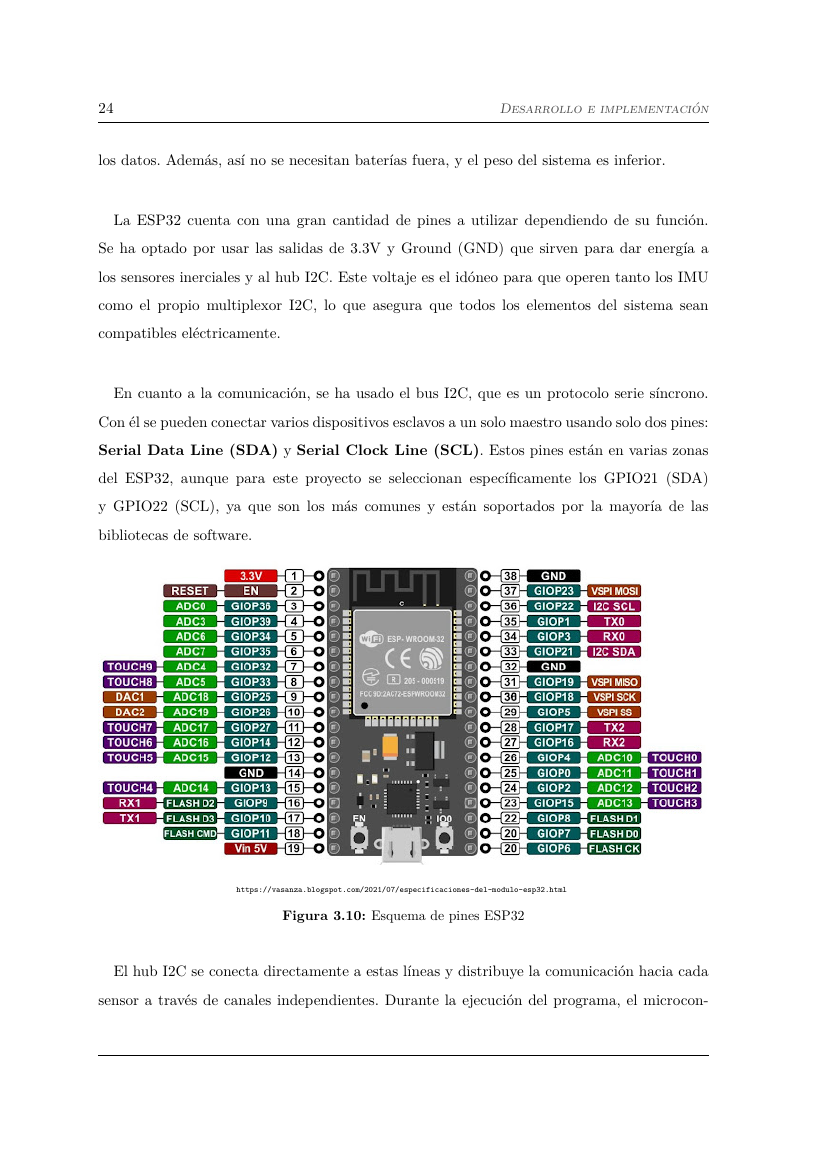 24 Desarrollo e implementación
los datos. Además, así no se necesitan baterías fuera, y el peso del sistema es inferior.
La ESP32 cuenta con una gran cantidad de pines a utilizar dependiendo de su función.
Se ha optado por usar las salidas de 3.3V y Ground (GND) que sirven para dar energía a
los sensores inerciales y al hub I2C. Este voltaje es el idóneo para que operen tanto los IMU
como el propio multiplexor I2C, lo que asegura que todos los elementos del sistema sean
compatibles eléctricamente.
En cuanto a la comunicación, se ha usado el bus I2C, que es un protocolo serie síncrono.
Con él se pueden conectar varios dispositivos esclavos a un solo maestro usando solo dos pines:
Serial Data Line (SDA) y Serial Clock Line (SCL). Estos pines están en varias zonas
del ESP32, aunque para este proyecto se seleccionan específicamente los GPIO21 (SDA)
y GPIO22 (SCL), ya que son los más comunes y están soportados por la mayoría de las
bibliotecas de software.
3.3V 1 38 GND
RESET EN 2 37 GIOP23 VSPI MOSI
ADC0 GIOP36 3 36 GIOP22 I2C SCL
ADC3 GIOP39 4 35 GIOP1 TX0
ADC6 GIOP34 5 34 GIOP3 RX0
ADC7 GIOP35 6 33 GIOP21 I2C SDA
TOUCH9 ADC4 GIOP32 7 32 GND
TOUCH8 ADC5 GIOP33 8 31 GIOP19 VSPI MISO
DAC1 ADC18 GIOP25 9 30 GIOP18 VSPI SCK
DAC2 ADC19 GIOP26 10 29 GIOP5 VSPI SS
TOUCH7 ADC17 GIOP27 11 28 GIOP17 TX2
TOUCH6 ADC16 GIOP14 12 27 GIOP16 RX2
TOUCH5 ADC15 GIOP12 13 26 GIOP4 ADC10 TOUCH0
GND 14 25 GIOP0 ADC11 TOUCH1
TOUCH4 ADC14 GIOP13 15 24 GIOP2 ADC12 TOUCH2
RX1 FLASH D2 GIOP9 16 23 GIOP15 ADC13 TOUCH3
TX1 FLASH D3 GIOP10 17 22 GIOP8 FLASH D1
FLASH CMD GIOP11 18 20 GIOP7 FLASH D0
Vin 5V 19 20 GIOP6 FLASH CK
WiFi ESP-WROOM-32
CE
R 205-000119
FCC ID:2AC72-ESPWROOM32
EN IO0
https://vasanza.blogspot.com/2021/07/especificaciones-del-modulo-esp32.html
Figura 3.10: Esquema de pines ESP32
El hub I2C se conecta directamente a estas líneas y distribuye la comunicación hacia cada
sensor a través de canales independientes. Durante la ejecución del programa, el microcon-